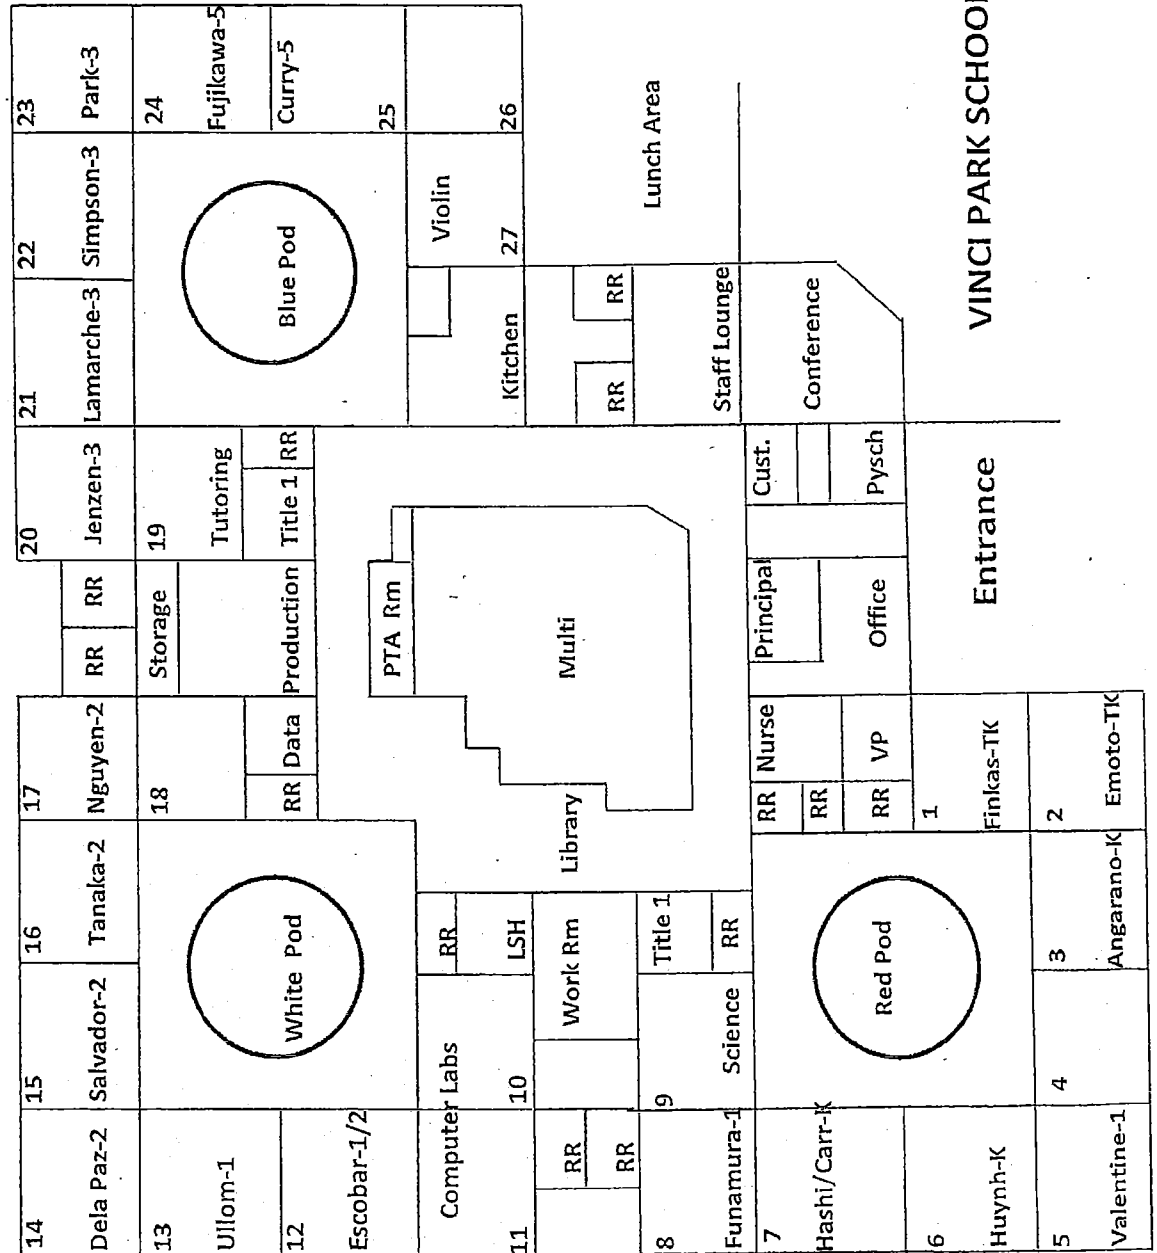 14
Dela Paz-2
15
Salvador-2
16
Tanaka-2
17
Nguyen-2
RR
RR
20
Jenzen-3
21
Lamarche-3
22
Simpson-3
23
Park-3
13
Ullom-1
12
Escobar-1/2
White Pod
18
RR
Data
Storage
Production
19
Tutoring
Title 1
RR
Blue Pod
24
Fujikawa-5
Curry-5
25
Computer Labs
11
10
RR
LSH
PTA Rm
Multi
Library
Kitchen
Violin
27
26
RR
RR
Work Rm
RR
RR
Lunch Area
8
Funamura-1
9
Science
Title 1
RR
Staff Lounge
7
Hashi/Carr-K
Red Pod
RR
RR
RR
Nurse
VP
Principal
Office
Cust.
Pysch
Conference
6
Huynh-K
1
Finkas-TK
Entrance
VINCI PARK SCHOOL
5
Valentine-1
4
3
Angarano-K
2
Emoto-TK